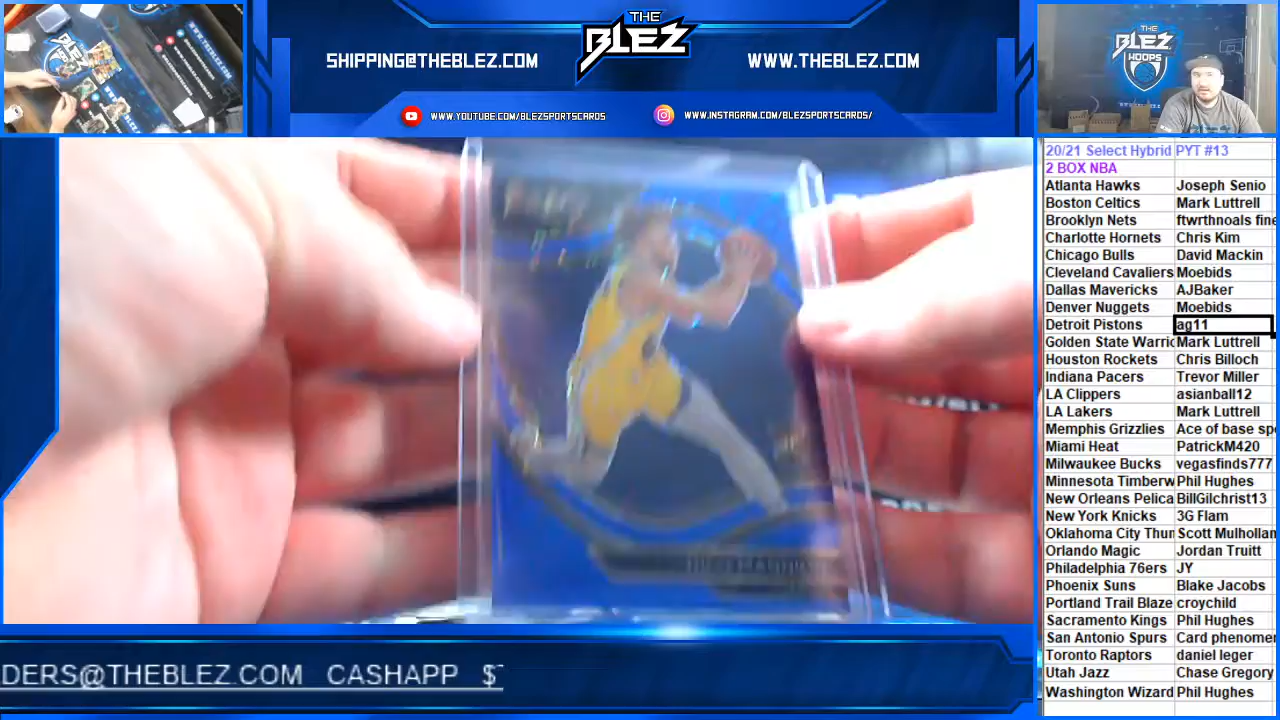 THE
BLEZ
SHIPPING@THEBLEZ.COM
WWW.THEBLEZ.COM
WWW.YOUTUBE.COM/BLEZSPORTSCARDS
WWW.INSTAGRAM.COM/BLEZSPORTSCARDS/
THE
BLEZ
HOOPS
20/21 Select Hybrid PYT #13
2 BOX NBA
Atlanta Hawks Joseph Senio
Boston Celtics Mark Luttrell
Brooklyn Nets ftwrthnoals fine
Charlotte Hornets Chris Kim
Chicago Bulls David Mackin
Cleveland Cavaliers Moebids
Dallas Mavericks AJBaker
Denver Nuggets Moebids
Detroit Pistons ag11
Golden State Warric Mark Luttrell
Houston Rockets Chris Billoch
Indiana Pacers Trevor Miller
LA Clippers asianball12
LA Lakers Mark Luttrell
Memphis Grizzlies Ace of base spo
Miami Heat PatrickM420
Milwaukee Bucks vegasfinds777
Minnesota Timberw Phil Hughes
New Orleans Pelica BillGilchrist13
New York Knicks 3G Flam
Oklahoma City Thun Scott Mulhollan
Orlando Magic Jordan Truitt
Philadelphia 76ers JY
Phoenix Suns Blake Jacobs
Portland Trail Blaze croychild
Sacramento Kings Phil Hughes
San Antonio Spurs Card phenomer
Toronto Raptors daniel leger
Utah Jazz Chase Gregory
Washington Wizard Phil Hughes
DERS@THEBLEZ.COM CASHAPP $